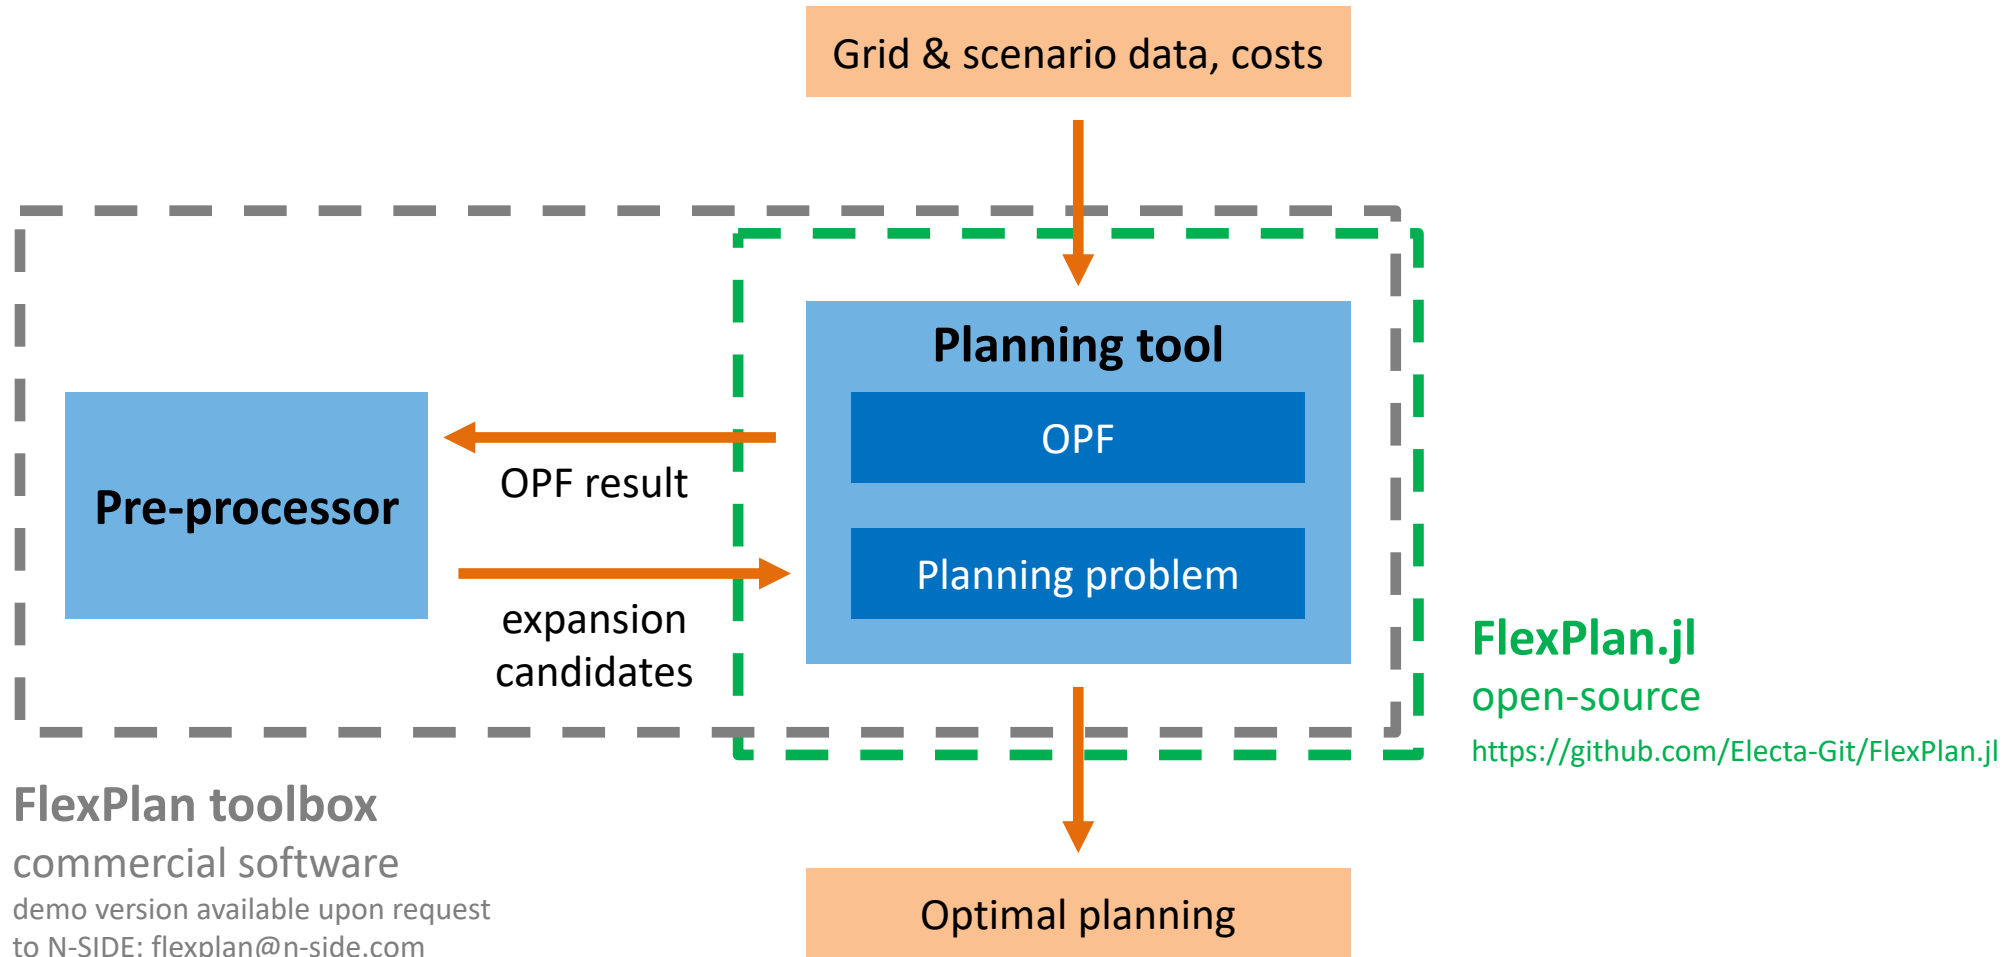 Grid & scenario data, costs
Planning tool
OPF
Planning problem
Pre-processor
OPF result
expansion
candidates
FlexPlan.jl
open-source
https://github.com/Electa-Git/FlexPlan.jl
FlexPlan toolbox
commercial software
demo version available upon request
to N-SIDE: flexplan@n-side.com
Optimal planning